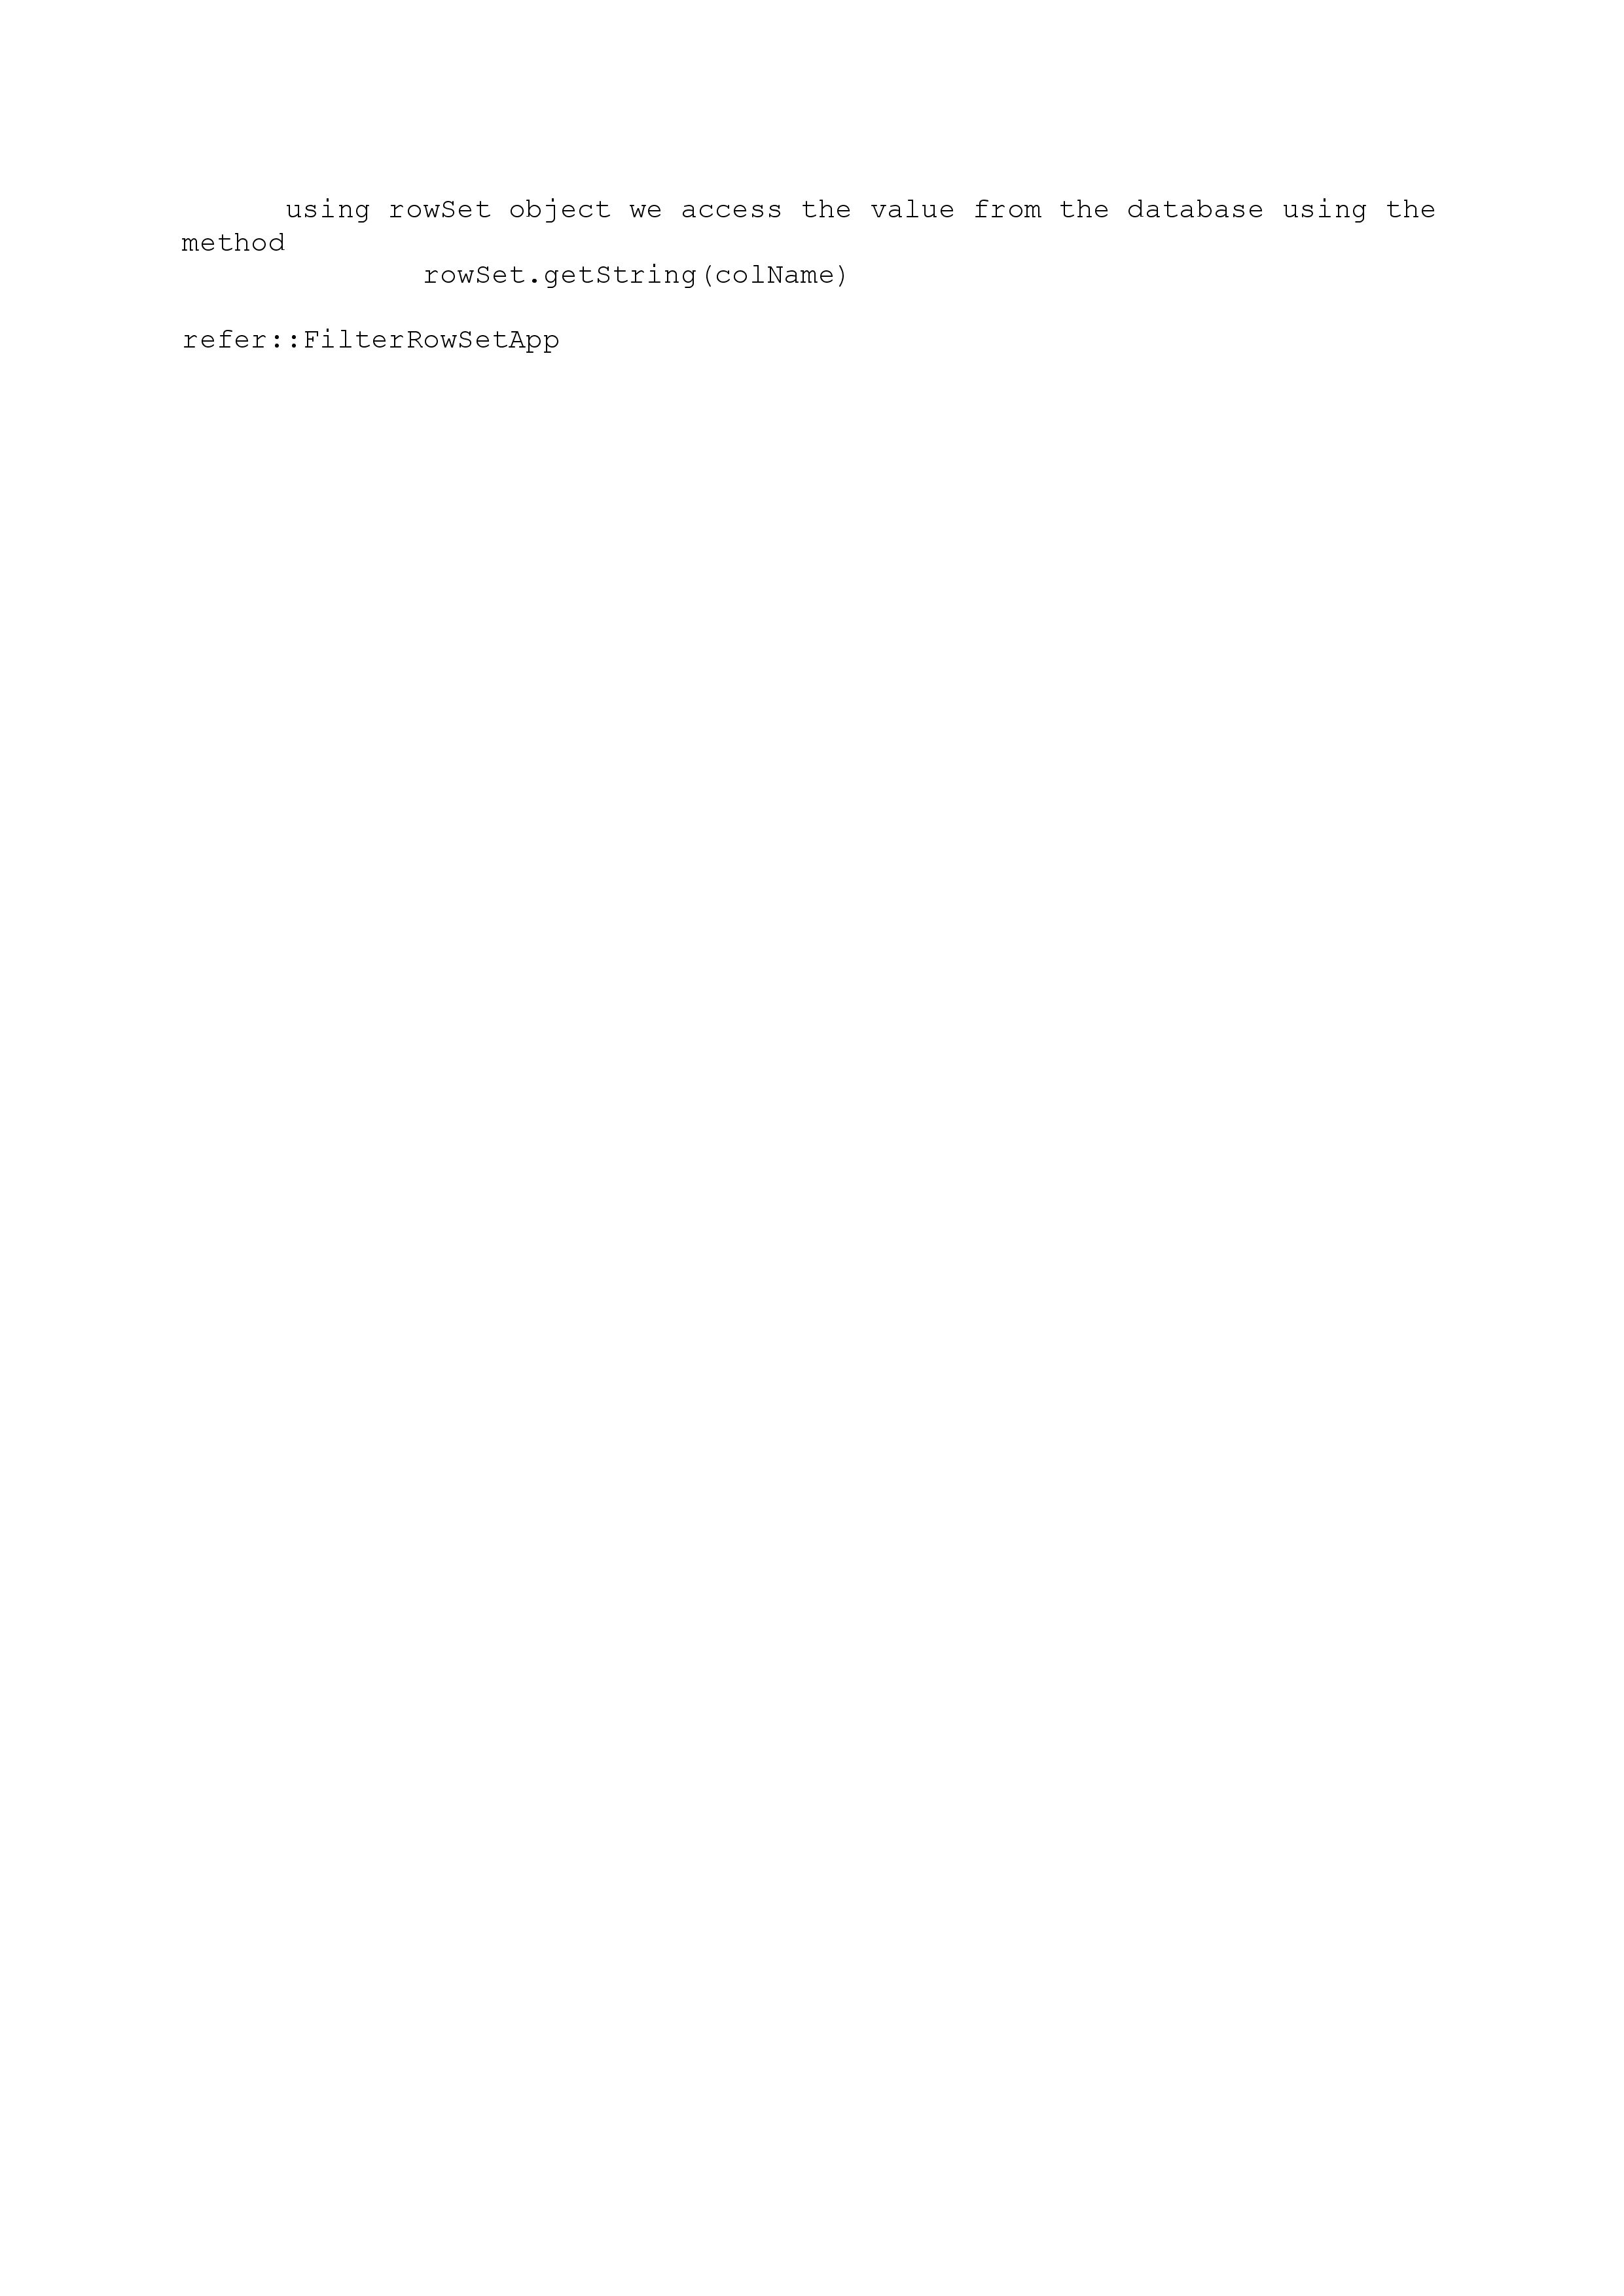 using rowSet object we access the value from the database using the
method
rowSet.getString(colName)
refer::FilterRowSetApp